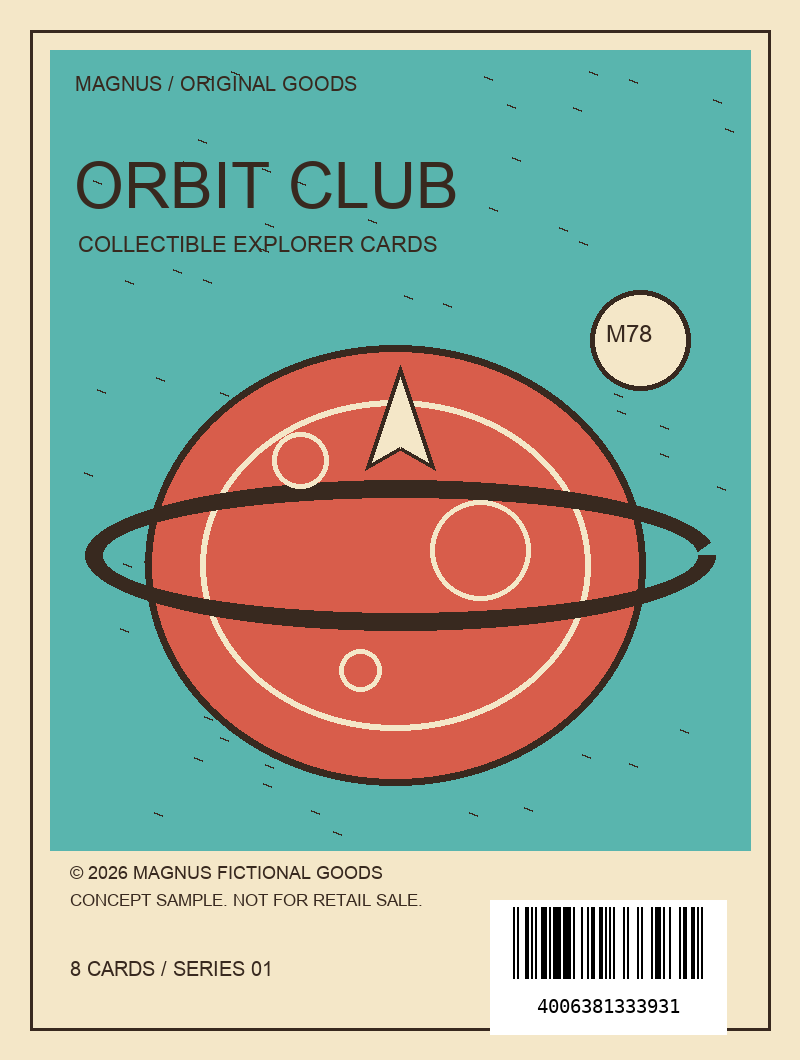 MAGNUS / ORIGINAL GOODS
ORBIT CLUB
COLLECTIBLE EXPLORER CARDS
M78
© 2026 MAGNUS FICTIONAL GOODS
CONCEPT SAMPLE. NOT FOR RETAIL SALE.
8 CARDS / SERIES 01
4006381333931